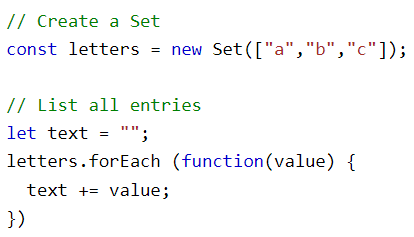 // Create a Set
const letters = new Set(["a","b","c"]);

// List all entries
let text = "";
letters.forEach (function(value) {
  text += value;
})